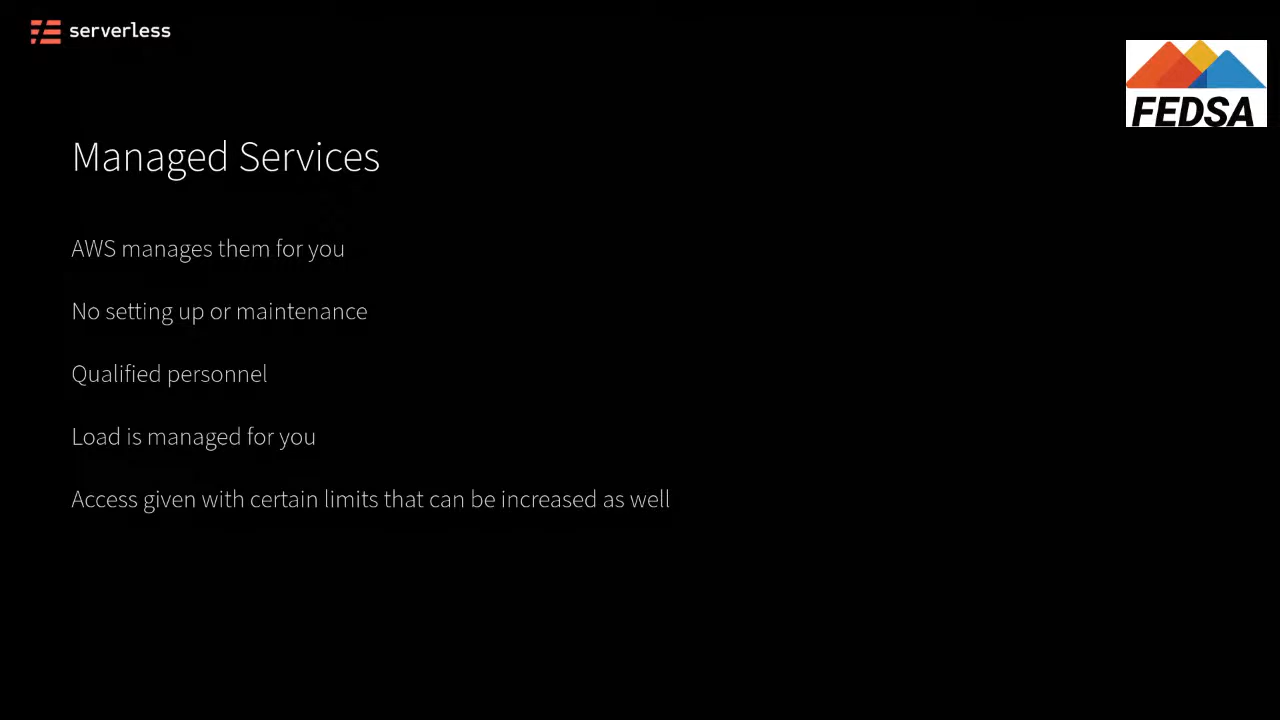 serverless
FEDSA
Managed Services
AWS manages them for you
No setting up or maintenance
Qualified personnel
Load is managed for you
Access given with certain limits that can be increased as well